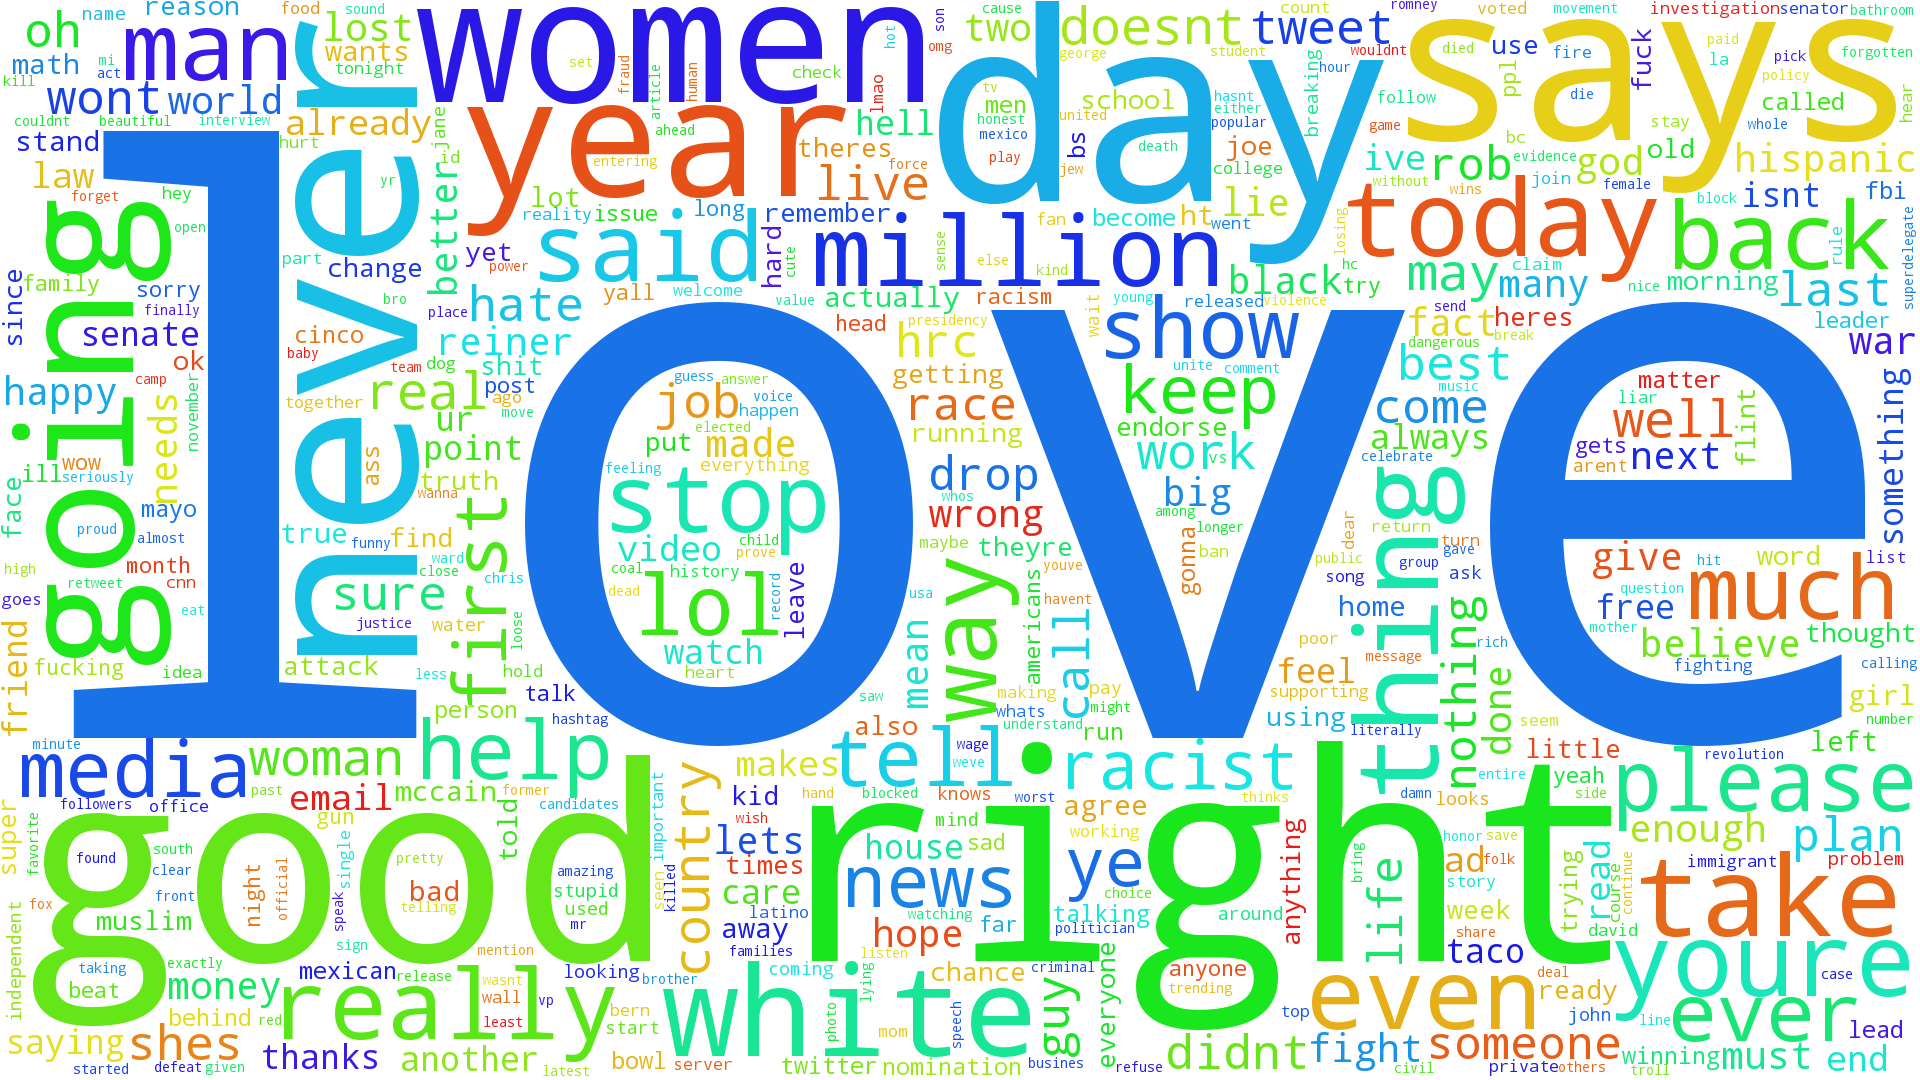 love
women
day
says
year
never
going
good
right
man
oh
math
reason
name
food
sound
lost
wants
tonight
act
mi
kill
wont
world
couldnt
beautiful
interview
already
stand
law
forget
hurt
hey
open
jane
id
yr
better
set
fraud
human
article
check
lmao
hot
son
omg
cause
two
doesnt
tweet
count
romney
george
student
tv
men
honest
mexico
play
united
school
jew
death
college
hasnt
either
popular
hour
breaking
wouldnt
died
voted
movement
investigation
senator
bathroom
use
fire
fuck
paid
pick
la
forgotten
policy
ppl
die
called
hear
follow
game
bc
stay
whole
ive
rob
evidence
god
old
hispanic
without
wins
join
female
block
isnt
fbi
today
back
ahead
entering
theres
hell
live
force
lot
reality
issue
long
remember
said
million
hard
cute
sense
else
fan
kind
become
ht
went
lie
joe
bs
losing
hc
black
try
may
claim
many
nice
morning
rule
last
superdelegate
family
part
change
bro
yet
power
place
hate
yall
welcome
value
actually
racism
young
released
violence
send
fact
heres
leader
break
dangerous
war
since
sorry
finally
senate
cinco
baby
ok
camp
team
dog
reiner
shit
head
presidency
hrc
wait
show
unite
comment
best
music
happy
november
needs
together
real
post
ago
move
ur
point
guess
answer
voice
job
happen
elected
put
made
everything
feeling
getting
race
running
keep
endorse
work
vs
come
always
celebrate
matter
liar
well
gets
arent
next
flint
something
ill
wow
seriously
ass
wanna
truth
face
mayo
proud
almost
true
funny
find
ward
close
first
chris
stop
video
child
prove
coal
history
dead
lol
record
leave
drop
whos
wrong
maybe
theyre
big
among
longer
gonna
ban
dear
public
thing
return
turn
gave
group
song
ask
word
list
high
month
retweet
cnn
goes
eat
sure
justice
water
loose
usa
youve
havent
way
americans
home
give
hit
question
much
free
mother
nothing
rich
believe
thought
friend
fucking
idea
attack
less
hold
watch
heart
mean
call
poor
feel
message
supporting
fighting
calling
talk
person
hashtag
saw
making
whats
pay
might
understand
run
using
literally
done
seem
girl
number
minute
media
woman
help
also
tell
wage
weve
racist
little
revolution
left
please
followers
office
past
email
mccain
former
candidates
important
country
makes
kid
hand
blocked
knows
worst
agree
thinks
damn
looks
entire
yeah
side
super
favorite
gun
told
wish
lets
times
mind
house
sad
working
honor
save
enough
plan
found
south
clear
front
single
pretty
amazing
stupid
used
mr
seen
killed
care
news
ye
choice
anything
bring
life
ad
folk
story
immigrant
problem
fox
muslim
night
official
bad
telling
speak
sign
latino
away
families
watching
hope
far
talking
politician
around
week
share
trying
read
course
david
continue
take
independent
taking
exactly
beat
money
mexican
release
mention
wasnt
looking
brother
coming
lying
listen
chance
criminal
anyone
trending
everyone
taco
deal
case
youre
behind
red
really
wall
least
vp
bern
start
white
photo
mom
speech
guy
even
top
ready
john
line
ever
lead
saying
shes
thanks
another
bowl
server
latest
twitter
nomination
busines
refuse
didnt
fight
civil
someone
private
others
winning
troll
must
end
started
defeat
given